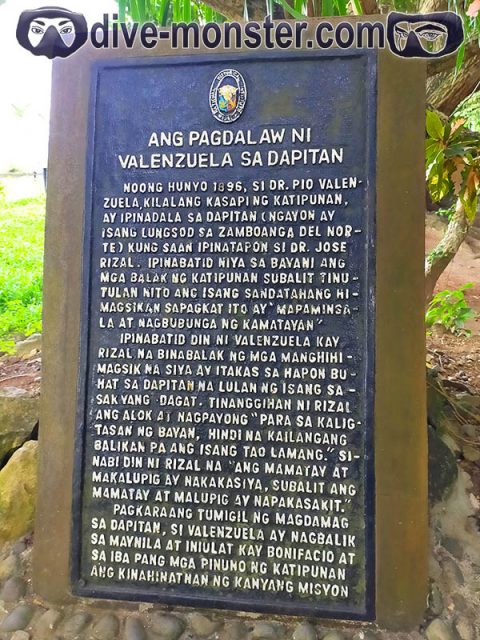 dive-monster.com
ANG PAGDALAW NI
VALENZUELA SA DAPITAN
NOONG HUNYO 1896, SI DR. PIO VALEN-
ZUELA, KILALANG KASAPI NG KATIPUNAN,
AY IPINADALA SA DAPITAN (NGAYON AY
ISANG LUNGSOD SA ZAMBOANGA DEL NOR-
TE) KUNG SAAN IPINATAPON SI DR. JOSE
RIZAL. IPINABATID NIYA SA BAYANI ANG
MGA BALAK NG KATIPUNAN SUBALIT TINU-
TULAN NITO ANG ISANG SANDATAHANG HI-
MAGSIKAN SAPAGKAT ITO AY "MAPAMINSA-
LA AT NAGBUBUNGA NG KAMATAYAN"
IPINABATID DIN NI VALENZUELA KAY
RIZAL NA BINABALAK NG MGA MANGHIHI-
MAGSIK NA SIYA AY ITAKAS SA HAPON BU-
HAT SA DAPITAN NA LULAN NG ISANG SA-
SAKYANG DAGAT. TINANGGIHAN NI RIZAL
ANG ALOK AT NAGPAYONG "PARA SA KALIG-
TASAN NG BAYAN, HINDI NA KAILANGANG
BALIKAN PA ANG ISANG TAO LAMANG." SI-
NABI DIN NI RIZAL NA "ANG MAMATAY AT
MAKALUPIG AY NAKAKASIYA, SUBALIT ANG
MAMATAY AT MALUPIG AY NAPAKASAKIT."
PAGKARAANG TUMIGIL NG MAGDAMAG
SA DAPITAN, SI VALENZUELA AY NAGBALIK
SA MAYNILA AT INIULAT KAY BONIFACIO AT
SA IBA PANG MGA PINUNO NG KATIPUNAN
ANG KINAHINATNAN NG KANYANG MISYON